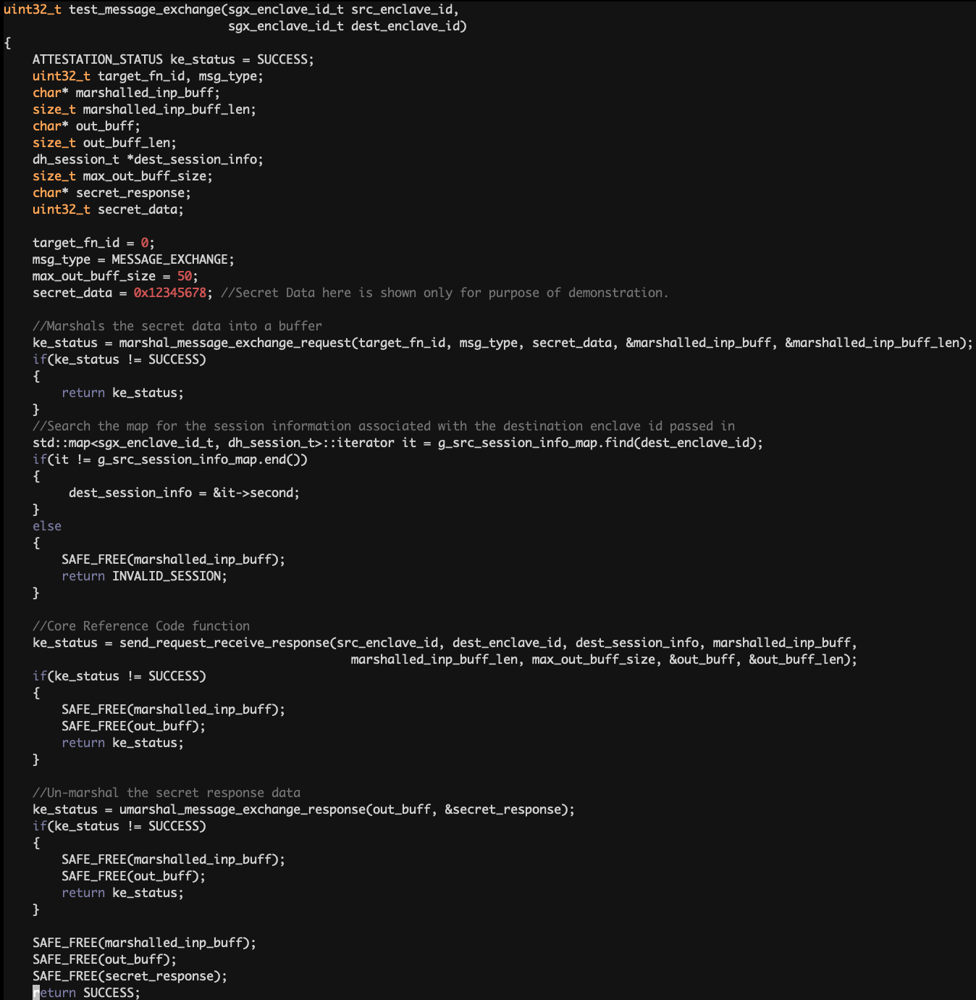 uint32_t test_message_exchange(sgx_enclave_id_t src_enclave_id,
                               sgx_enclave_id_t dest_enclave_id)
{
    ATTESTATION_STATUS ke_status = SUCCESS;
    uint32_t target_fn_id, msg_type;
    char* marshalled_inp_buff;
    size_t marshalled_inp_buff_len;
    char* out_buff;
    size_t out_buff_len;
    dh_session_t *dest_session_info;
    size_t max_out_buff_size;
    char* secret_response;
    uint32_t secret_data;

    target_fn_id = 0;
    msg_type = MESSAGE_EXCHANGE;
    max_out_buff_size = 50;
    secret_data = 0x12345678; //Secret Data here is shown only for purpose of demonstration.

    //Marshals the secret data into a buffer
    ke_status = marshal_message_exchange_request(target_fn_id, msg_type, secret_data, &marshalled_inp_buff, &marshalled_inp_buff_len);
    if(ke_status != SUCCESS)
    {
        return ke_status;
    }
    //Search the map for the session information associated with the destination enclave id passed in
    std::map<sgx_enclave_id_t, dh_session_t>::iterator it = g_src_session_info_map.find(dest_enclave_id);
    if(it != g_src_session_info_map.end())
    {
         dest_session_info = &it->second;
    }
    else
    {
        SAFE_FREE(marshalled_inp_buff);
        return INVALID_SESSION;
    }

    //Core Reference Code function
    ke_status = send_request_receive_response(src_enclave_id, dest_enclave_id, dest_session_info, marshalled_inp_buff,
                                                marshalled_inp_buff_len, max_out_buff_size, &out_buff, &out_buff_len);
    if(ke_status != SUCCESS)
    {
        SAFE_FREE(marshalled_inp_buff);
        SAFE_FREE(out_buff);
        return ke_status;
    }

    //Un-marshal the secret response data
    ke_status = umarshal_message_exchange_response(out_buff, &secret_response);
    if(ke_status != SUCCESS)
    {
        SAFE_FREE(marshalled_inp_buff);
        SAFE_FREE(out_buff);
        return ke_status;
    }

    SAFE_FREE(marshalled_inp_buff);
    SAFE_FREE(out_buff);
    SAFE_FREE(secret_response);
    return SUCCESS;